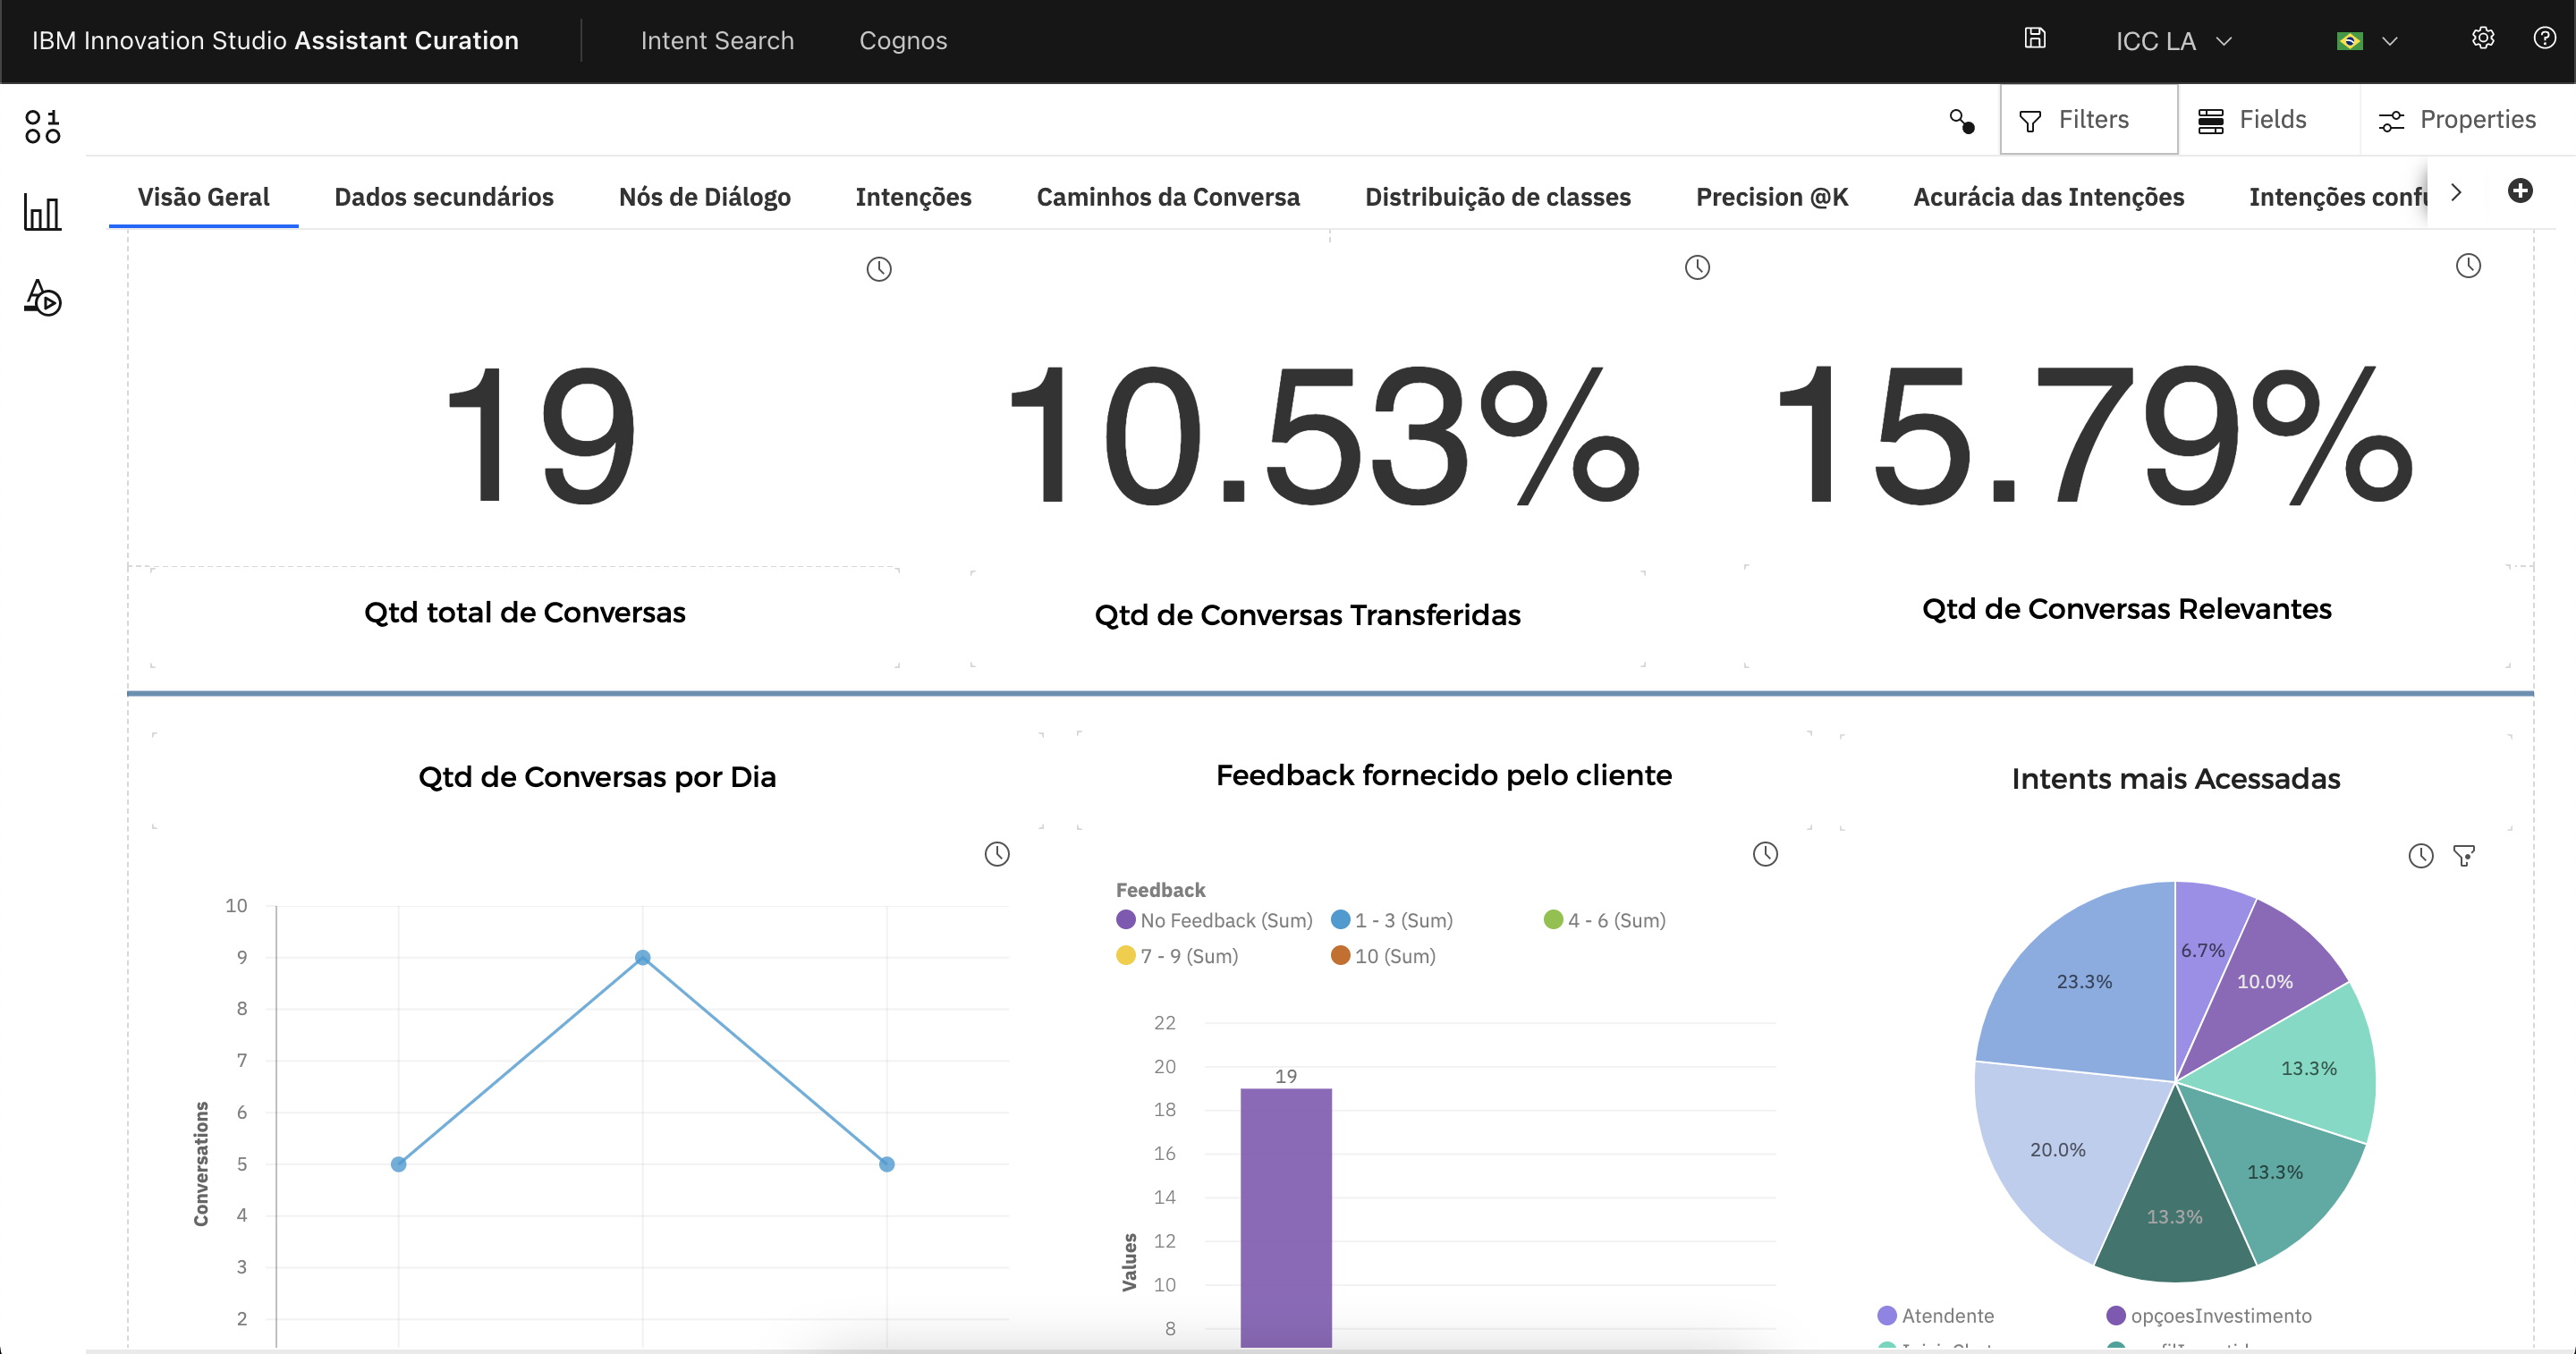 IBM Innovation Studio Assistant Curation
Intent Search
Cognos
ICC LA
Filters
Fields
Properties
Visão Geral
Dados secundários
Nós de Diálogo
Intenções
Caminhos da Conversa
Distribuição de classes
Precision @K
Acurácia das Intenções
Intenções
19
10.53%
15.79%
Qtd total de Conversas
Qtd de Conversas Transferidas
Qtd de Conversas Relevantes
Qtd de Conversas por Dia
Feedback fornecido pelo cliente
Intents mais Acessadas
10
9
8
7
6
5
4
3
2
Conversations
Feedback
No Feedback (Sum)
1 - 3 (Sum)
4 - 6 (Sum)
7 - 9 (Sum)
10 (Sum)
22
20
18
16
14
12
10
8
19
Values
6.7%
10.0%
13.3%
13.3%
13.3%
20.0%
23.3%
Atendente
opçoesInvestimento